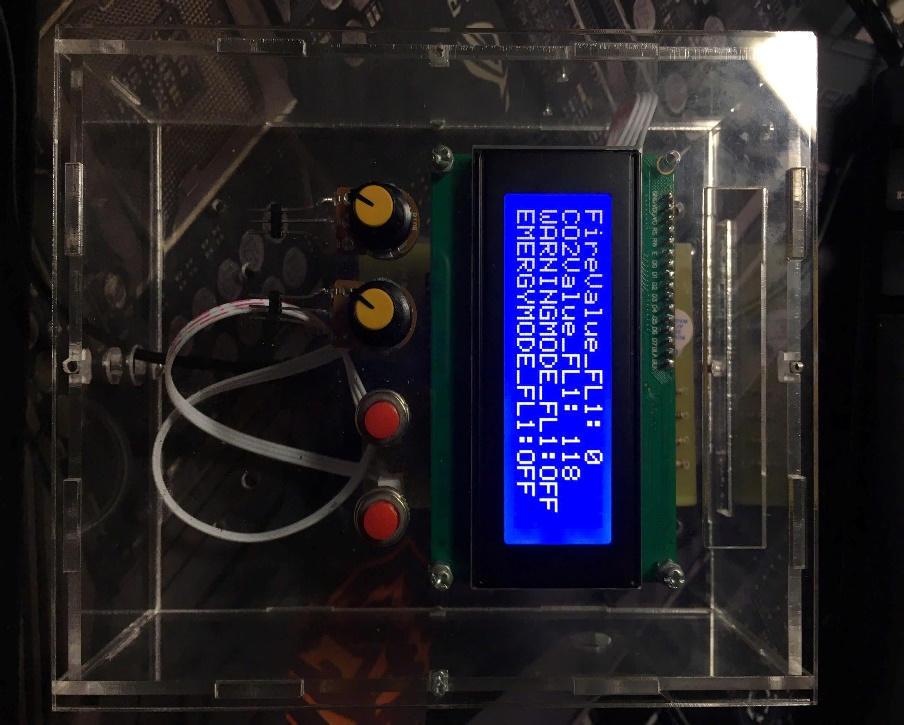 FireValue_FL1: 0
CO2Value_FL1: 118
WARNINGMODE_FL1:OFF
EMERGYMODE_FL1:OFF